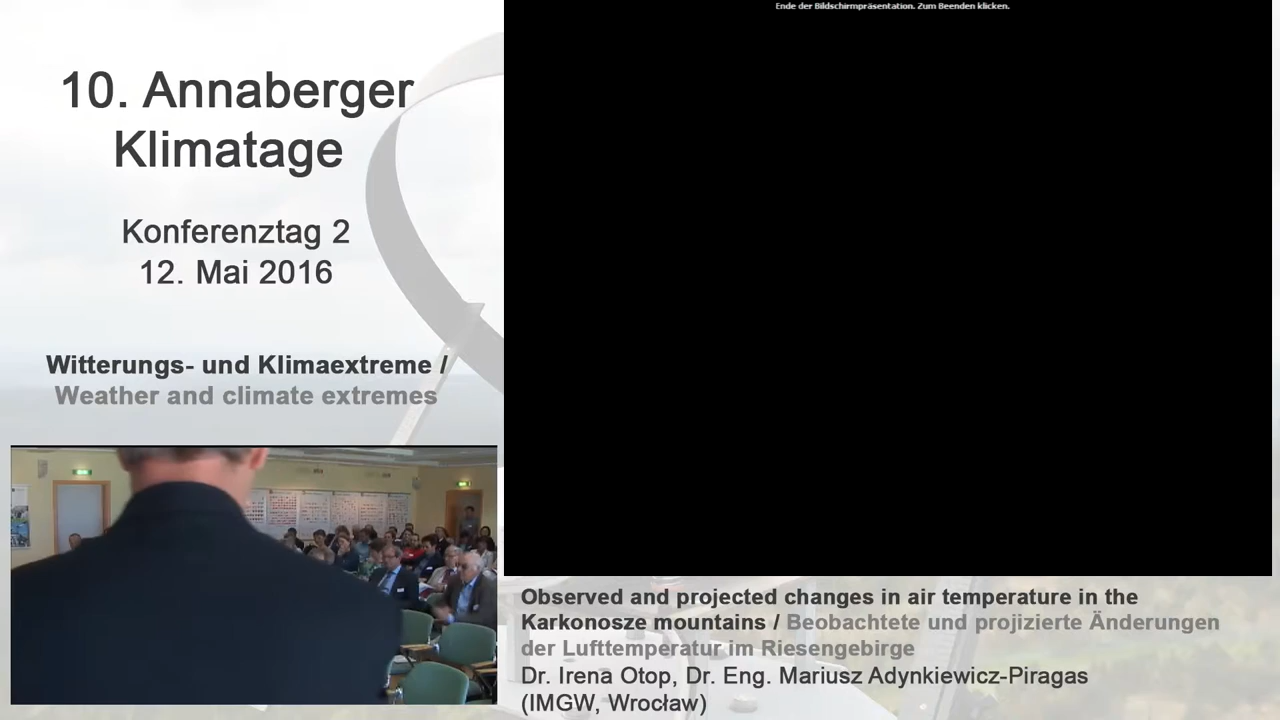 10. Annaberger
Klimatage
Konferenztag 2
12. Mai 2016
Witterungs- und Klimaextreme /
Weather and climate extremes
Ende der Bildschirmpräsentation. Zum Beenden klicken.
Observed and projected changes in air temperature in the
Karkonosze mountains / Beobachtete und projizierte Änderungen
der Lufttemperatur im Riesengebirge
Dr. Irena Otop, Dr. Eng. Mariusz Adynkiewicz-Piragas
(IMGW, Wrocław)